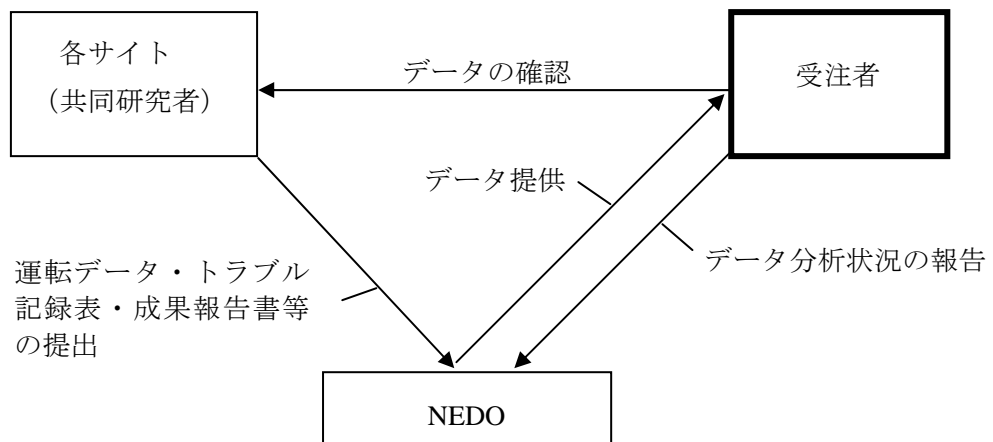 各サイト
（共同研究者）
データの確認
受注者
データ提供
データ分析状況の報告
運転データ・トラブル
記録表・成果報告書等
の提出
NEDO